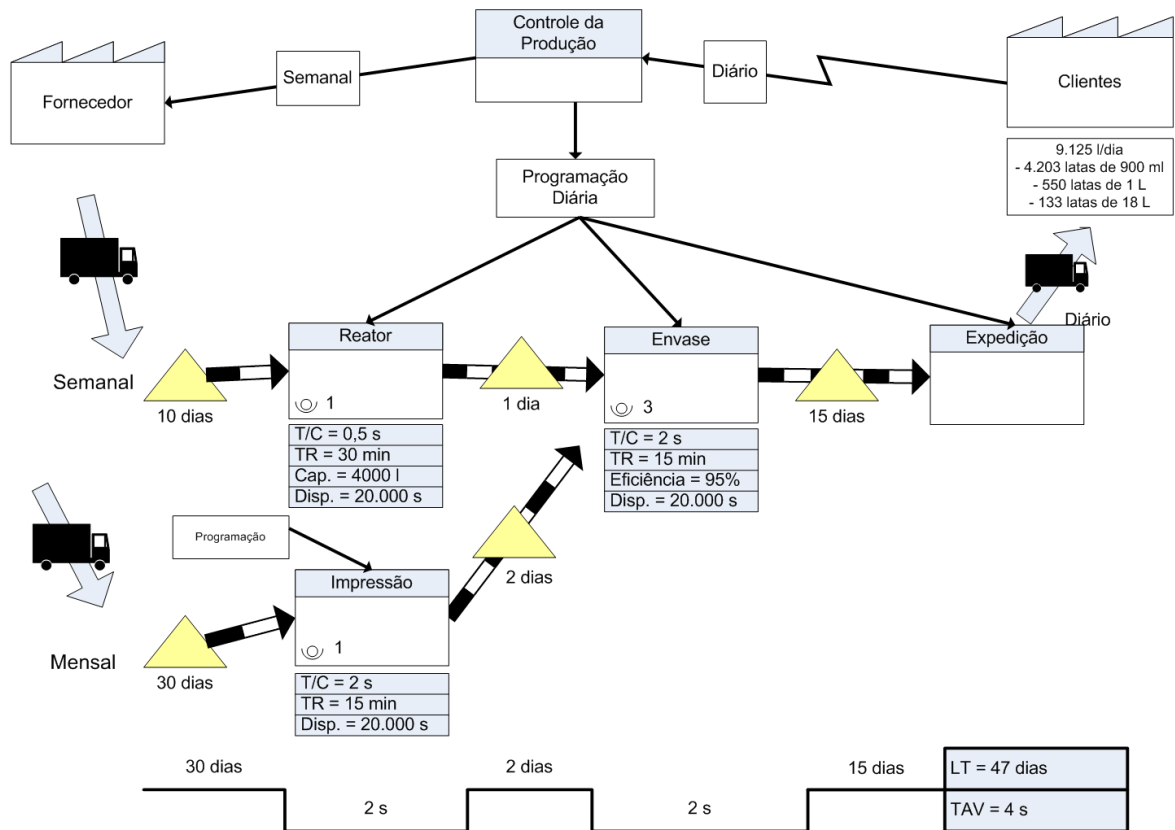 Controle da
Produção
Fornecedor
Semanal
Diário
Clientes
9.125 l/dia
- 4.203 latas de 900 ml
- 550 latas de 1 L
- 133 latas de 18 L
Programação
Diária
Semanal
10 dias
Reator
1
T/C = 0,5 s
TR = 30 min
Cap. = 4000 l
Disp. = 20.000 s
1 dia
Envase
3
T/C = 2 s
TR = 15 min
Eficiência = 95%
Disp. = 20.000 s
15 dias
Expedição
Diário
Mensal
30 dias
Programação
Impressão
1
T/C = 2 s
TR = 15 min
Disp. = 20.000 s
2 dias
30 dias
2 s
2 dias
2 s
15 dias
LT = 47 dias
TAV = 4 s